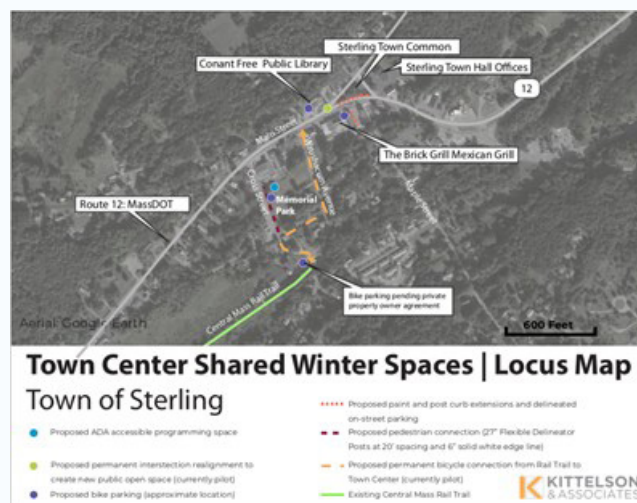 Sterling Town Common
Conant Free Public Library
Sterling Town Hall Offices
12
Main Street
The Brick Grill Mexican Grill
Memorial
Park
Route 12: MassDOT
Bike parking pending private
property owner agreement
Central Mass Rail Trail
Aerial: Google Earth
600 Feet
Town Center Shared Winter Spaces | Locus Map
Town of Sterling
Proposed ADA accessible programming space
Proposed permanent interstection realignment to
create new public open space (currently pilot)
Proposed bike parking (approximate location)
Proposed paint and post curb extensions and delineated
on-street parking
Proposed pedestrian connection (27" Flexible Delineator
Posts at 20' spacing and 6" solid white edge line)
Proposed permanent bicycle connection from Rail Trail to
Town Center (currently pilot)
Existing Central Mass Rail Trail
KITTELSON
& ASSOCIATES